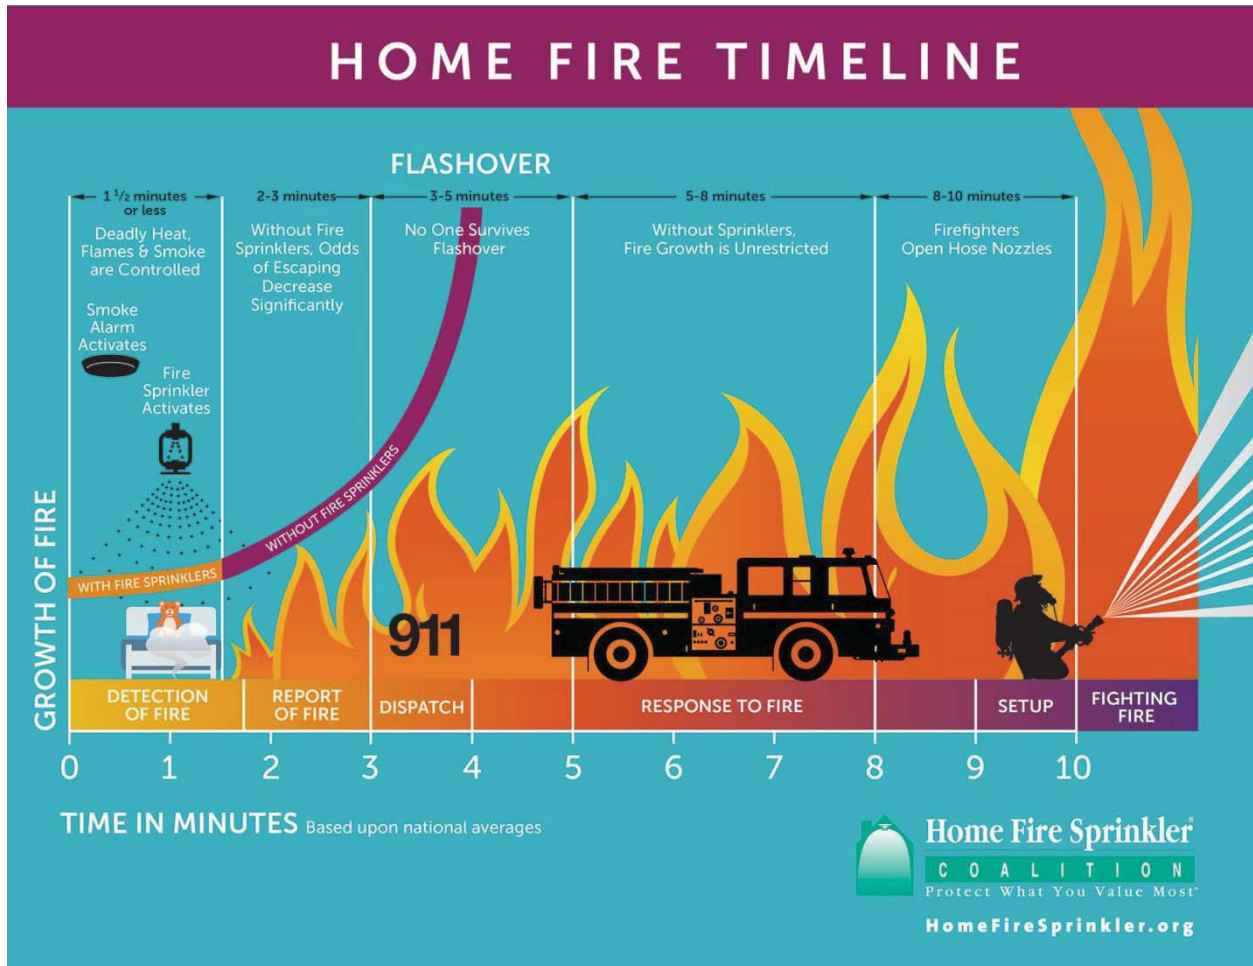 HOME FIRE TIMELINE
FLASHOVER
1 1/2 minutes
or less
Deadly Heat,
Flames & Smoke
are Controlled
Smoke
Alarm
Activates
Fire
Sprinkler
Activates
2-3 minutes
Without Fire
Sprinklers, Odds
of Escaping
Decrease
Significantly
3-5 minutes
No One Survives
Flashover
5-8 minutes
Without Sprinklers,
Fire Growth is Unrestricted
8-10 minutes
Firefighters
Open Hose Nozzles
GROWTH OF FIRE
WITH FIRE SPRINKLERS
WITHOUT FIRE SPRINKLERS
911
DETECTION
OF FIRE
REPORT
OF FIRE
DISPATCH
RESPONSE TO FIRE
SETUP
FIGHTING
FIRE
0 1 2 3 4 5 6 7 8 9 10
TIME IN MINUTES Based upon national averages
Home Fire Sprinkler®
COALITION
Protect What You Value Most™
HomeFireSprinkler.org